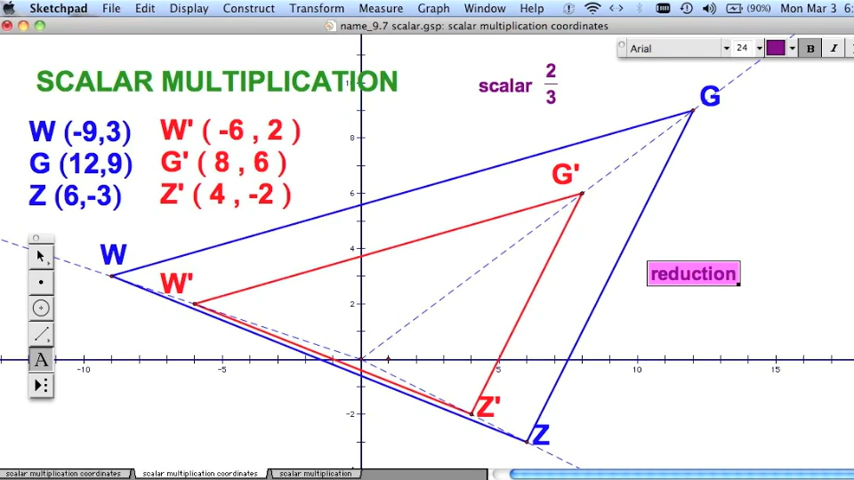 Sketchpad File Edit Display Construct Transform Measure Graph Window Help (90%) Mon Mar 3 6:
name_9.7 scalar.gsp: scalar multiplication coordinates
Arial 24 B I
SCALAR MULTIPLICATION
scalar 2/3
W (-9,3) W' ( -6 , 2 )
G (12,9) G' ( 8 , 6 )
Z (6,-3) Z' ( 4 , -2 )
G
G'
W
W'
Z'
Z
reduction
A
10
8
6
4
2
-2
-10 -5 5 10 15
scalar multiplication coordinates scalar multiplication coordinates scalar multiplication